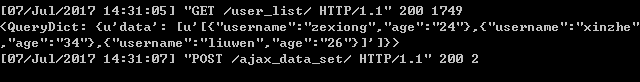 [07/Jul/2017 14:31:05] "GET /user_list/ HTTP/1.1" 200 1749
<QueryDict: {u'data': [u'[{"username":"zexiong","age":"24"},{"username":"xinzhe"
,"age":"34"},{"username":"liuwen","age":"26"}]']}>
[07/Jul/2017 14:31:07] "POST /ajax_data_set/ HTTP/1.1" 200 2